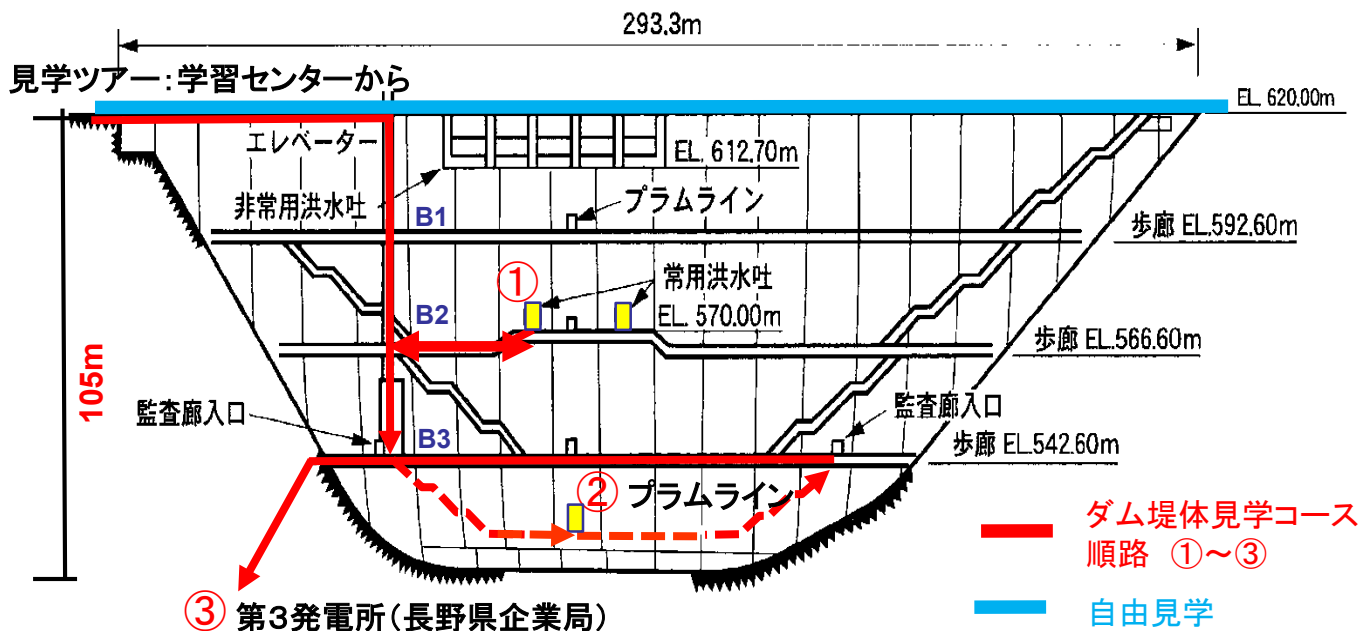 293.3m
見学ツアー：学習センターから
EL. 620.00m
エレベーター
EL. 612.70m
非常用洪水吐
B1
プラムライン
歩廊 EL.592.60m
①
常用洪水吐
B2
EL. 570.00m
歩廊 EL.566.60m
105m
監査廊入口
監査廊入口
B3
歩廊 EL.542.60m
② プラムライン
ダム堤体見学コース
順路 ①～③
③ 第3発電所（長野県企業局）
自由見学